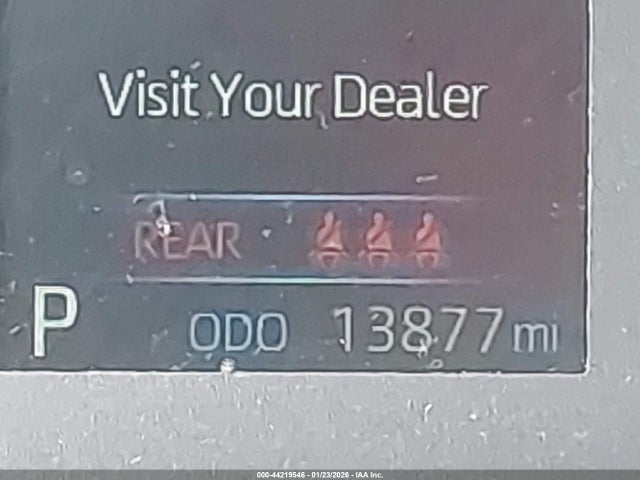 Visit Your Dealer
REAR
P ODO 13877 mi
000-44219546 - 01/23/2026 - IAA Inc.